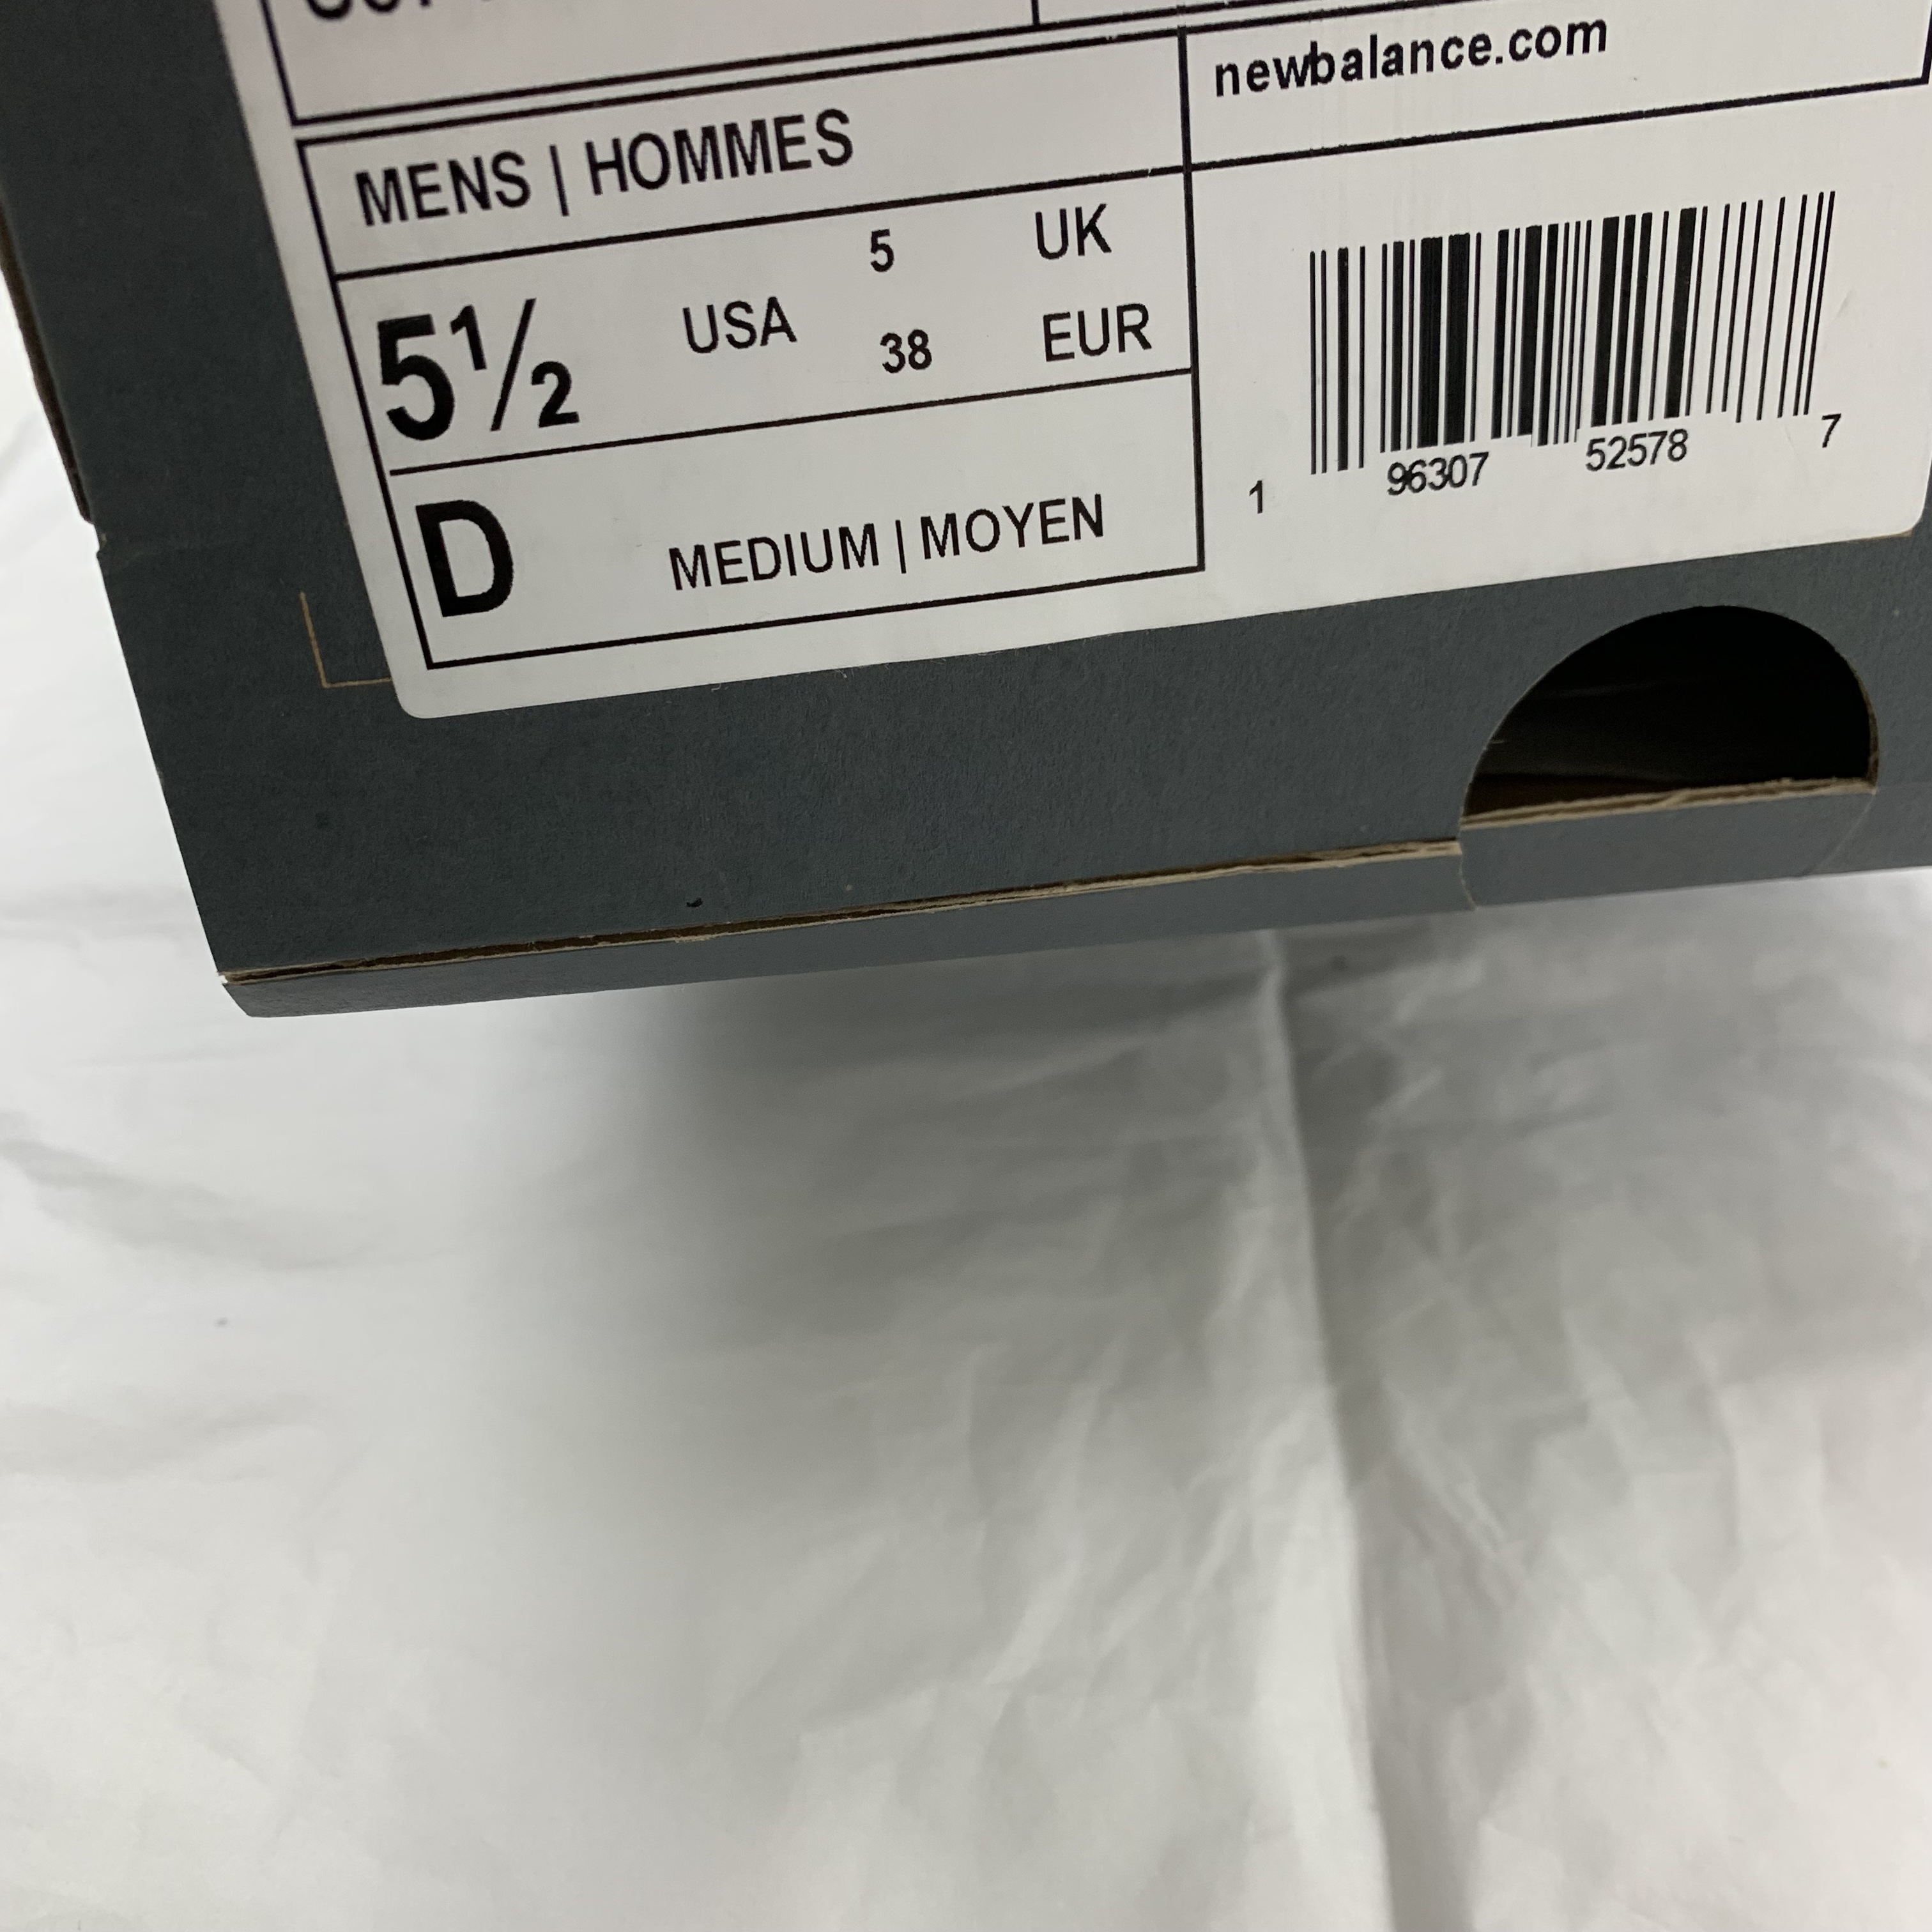 newbalance.com
MENS | HOMMES
5½ USA 5 UK
38 EUR
D MEDIUM | MOYEN
1 96307 52578 7